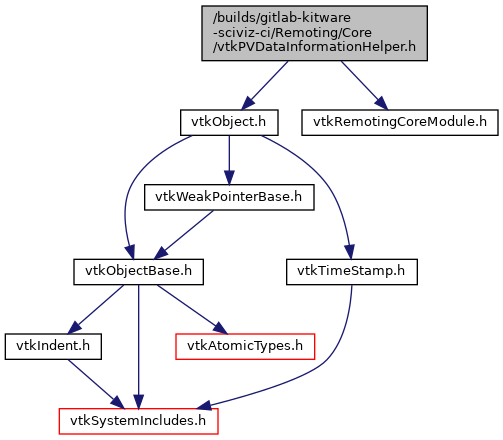 /builds/gitlab-kitware
-sciviz-ci/Remoting/Core
/vtkPVDataInformationHelper.h
vtkObject.h
vtkRemotingCoreModule.h
vtkWeakPointerBase.h
vtkObjectBase.h
vtkTimeStamp.h
vtkIndent.h
vtkAtomicTypes.h
vtkSystemIncludes.h